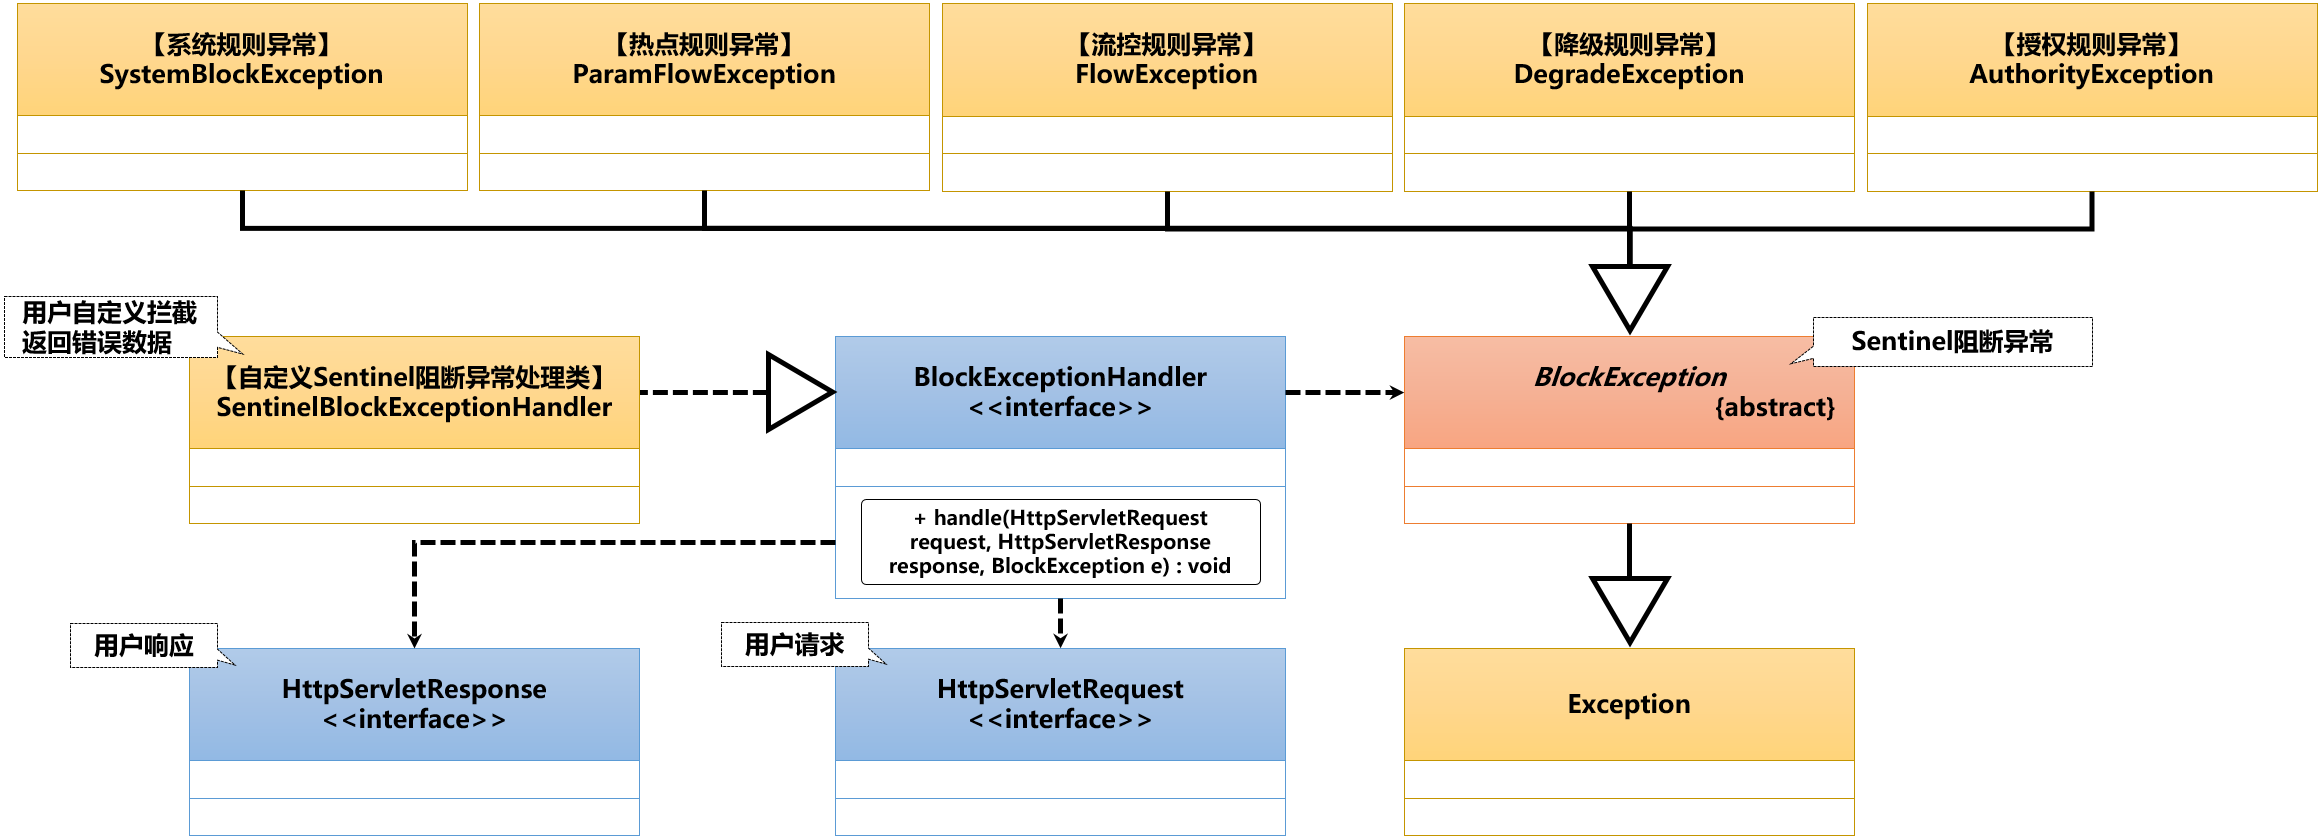 【系统规则异常】
SystemBlockException
【热点规则异常】
ParamFlowException
【流控规则异常】
FlowException
【降级规则异常】
DegradeException
【授权规则异常】
AuthorityException
用户自定义拦截
返回错误数据
【自定义Sentinel阻断异常处理类】
SentinelBlockExceptionHandler
BlockExceptionHandler
<<interface>>
+ handle(HttpServletRequest
request, HttpServletResponse
response, BlockException e) : void
Sentinel阻断异常
BlockException
{abstract}
用户响应
HttpServletResponse
<<interface>>
用户请求
HttpServletRequest
<<interface>>
Exception